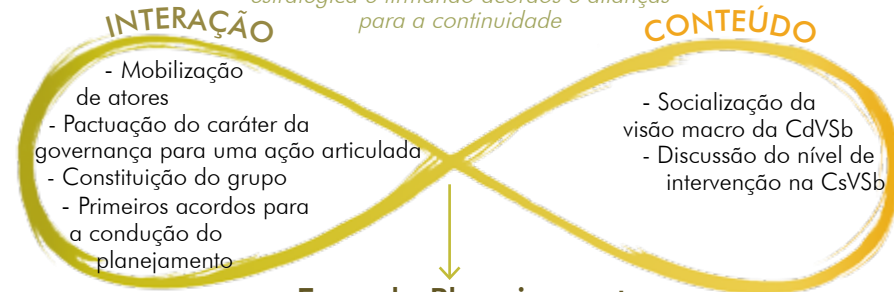 para a continuidade
INTERAÇÃO
- Mobilização
de atores
- Pactuação do caráter da
governança para uma ação articulada
- Constituição do grupo
- Primeiros acordos para
a condução do
planejamento
CONTEÚDO
- Socialização da
visão macro da CdVSb
- Discussão do nível de
intervenção na CsVSb